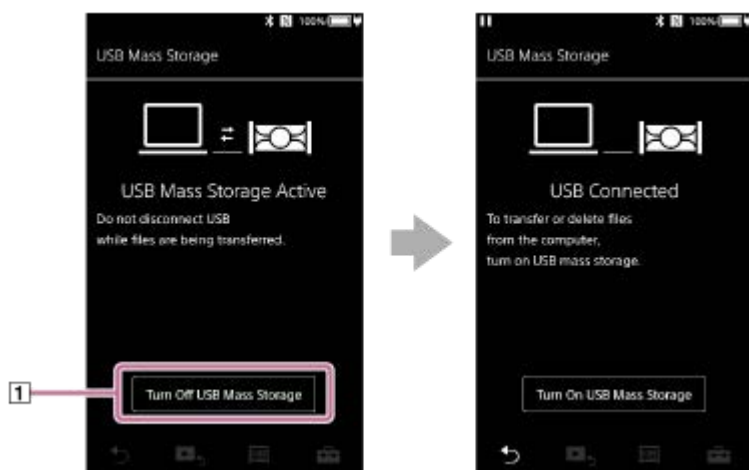 100%
USB Mass Storage
USB Mass Storage Active
Do not disconnect USB
while files are being transferred.
1
Turn Off USB Mass Storage
100%
USB Mass Storage
USB Connected
To transfer or delete files
from the computer,
turn on USB mass storage.
Turn On USB Mass Storage